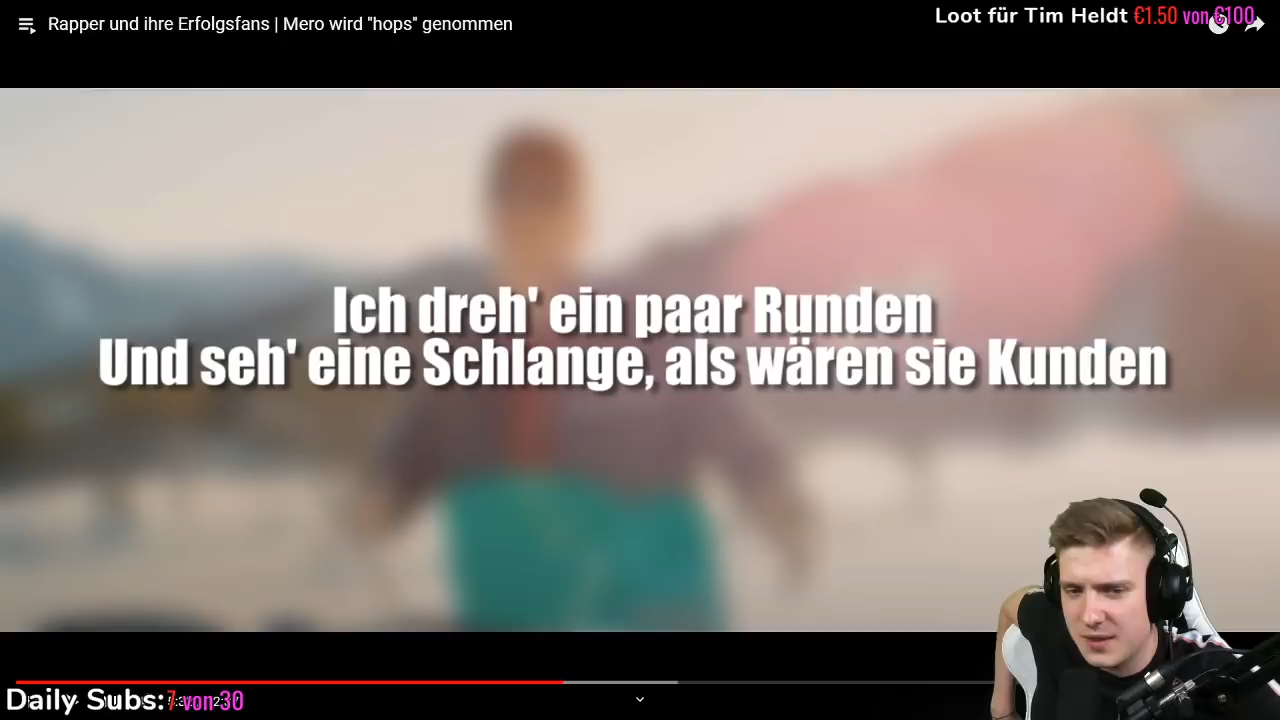 Rapper und ihre Erfolgsfans | Mero wird "hops" genommen
Loot für Tim Heldt €1.50 von €100
Ich dreh' ein paar Runden
Und seh' eine Schlange, als wären sie Kunden
Daily Subs: 7 von 30